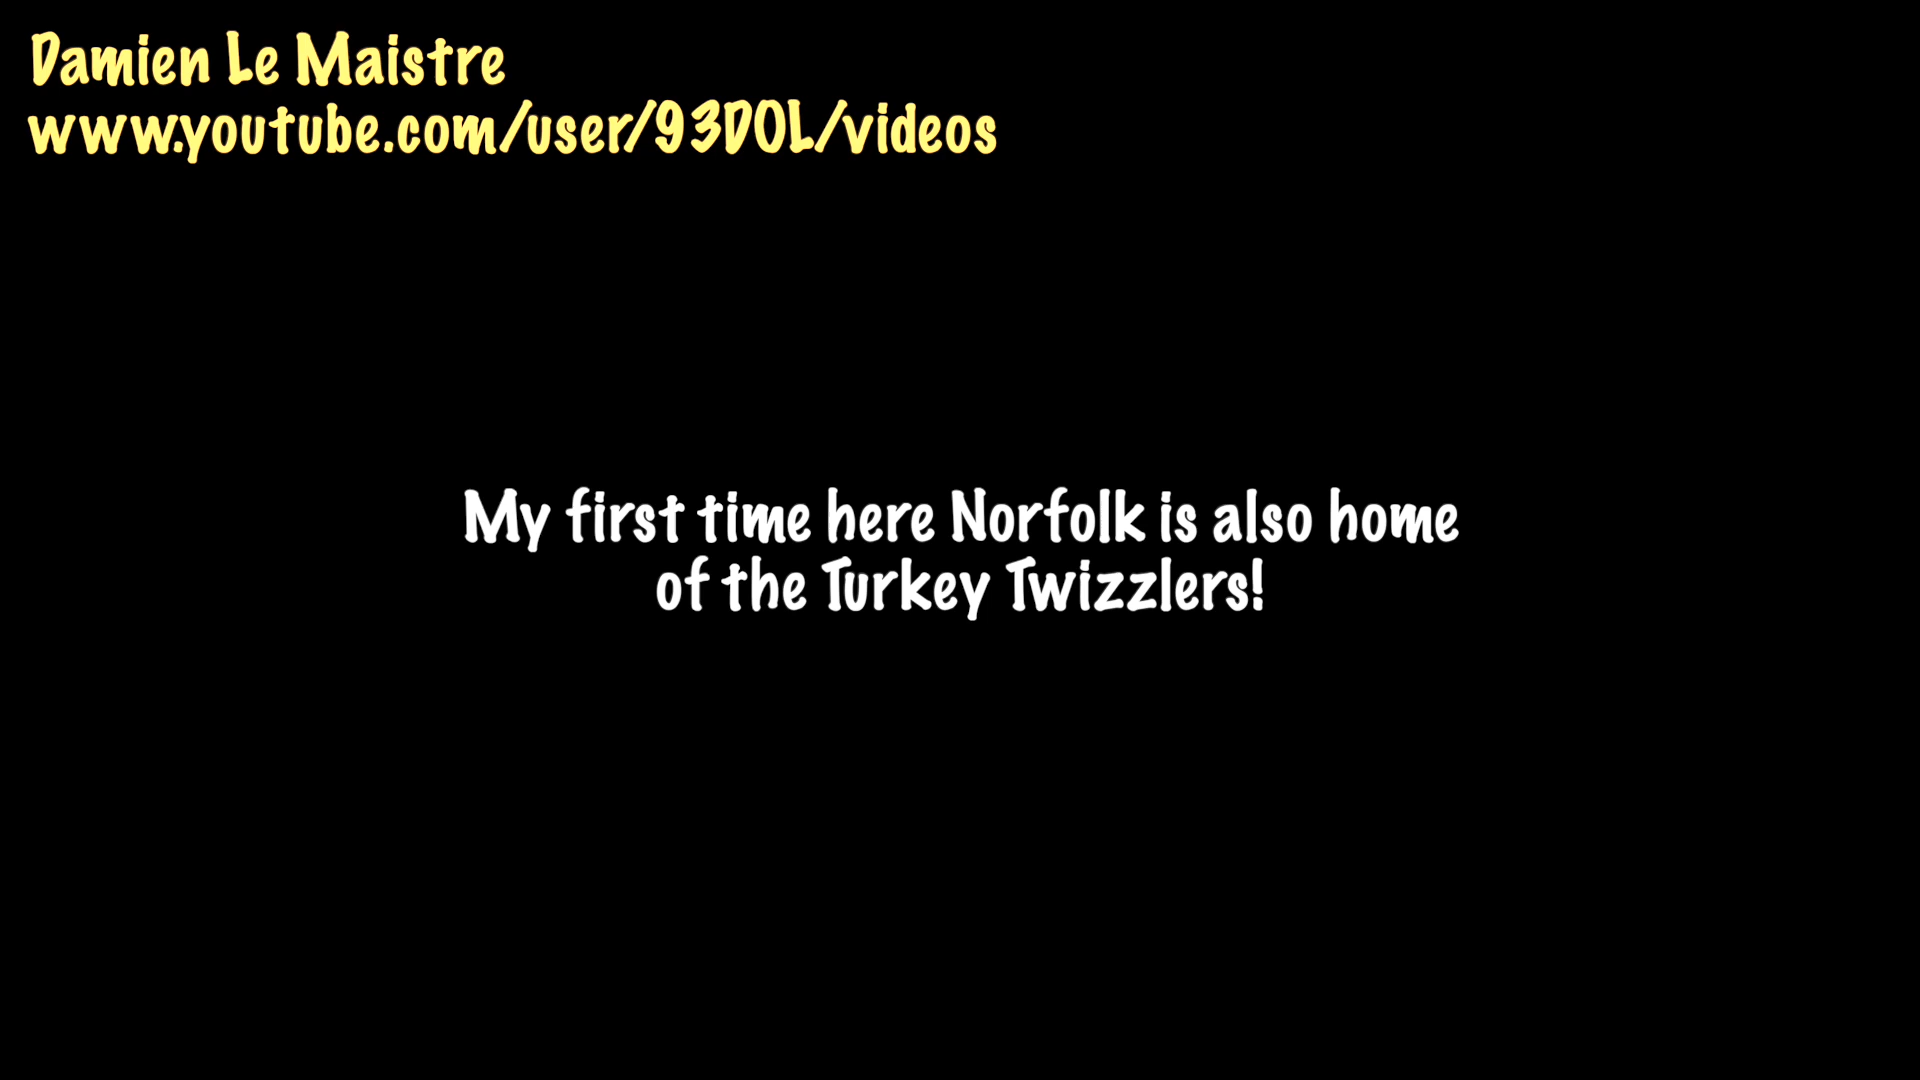 Damien Le Maistre
www.youtube.com/user/93DOL/videos
My first time here Norfolk is also home
of the Turkey Twizzlers!